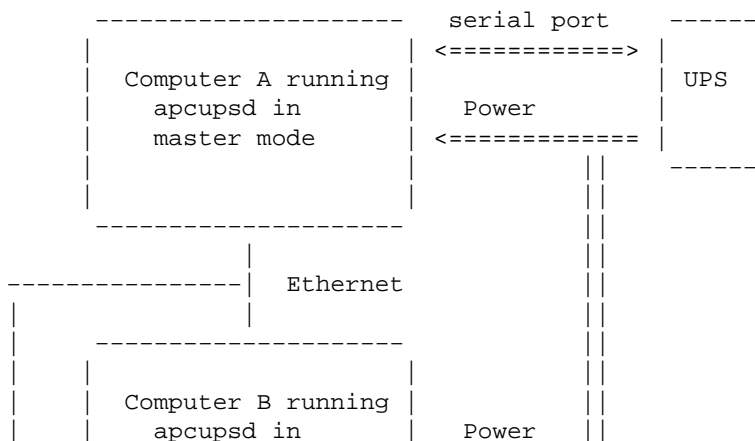 serial port
<============>
Computer A running UPS
apcupsd in Power
master mode <=============
Ethernet
Computer B running
apcupsd in Power